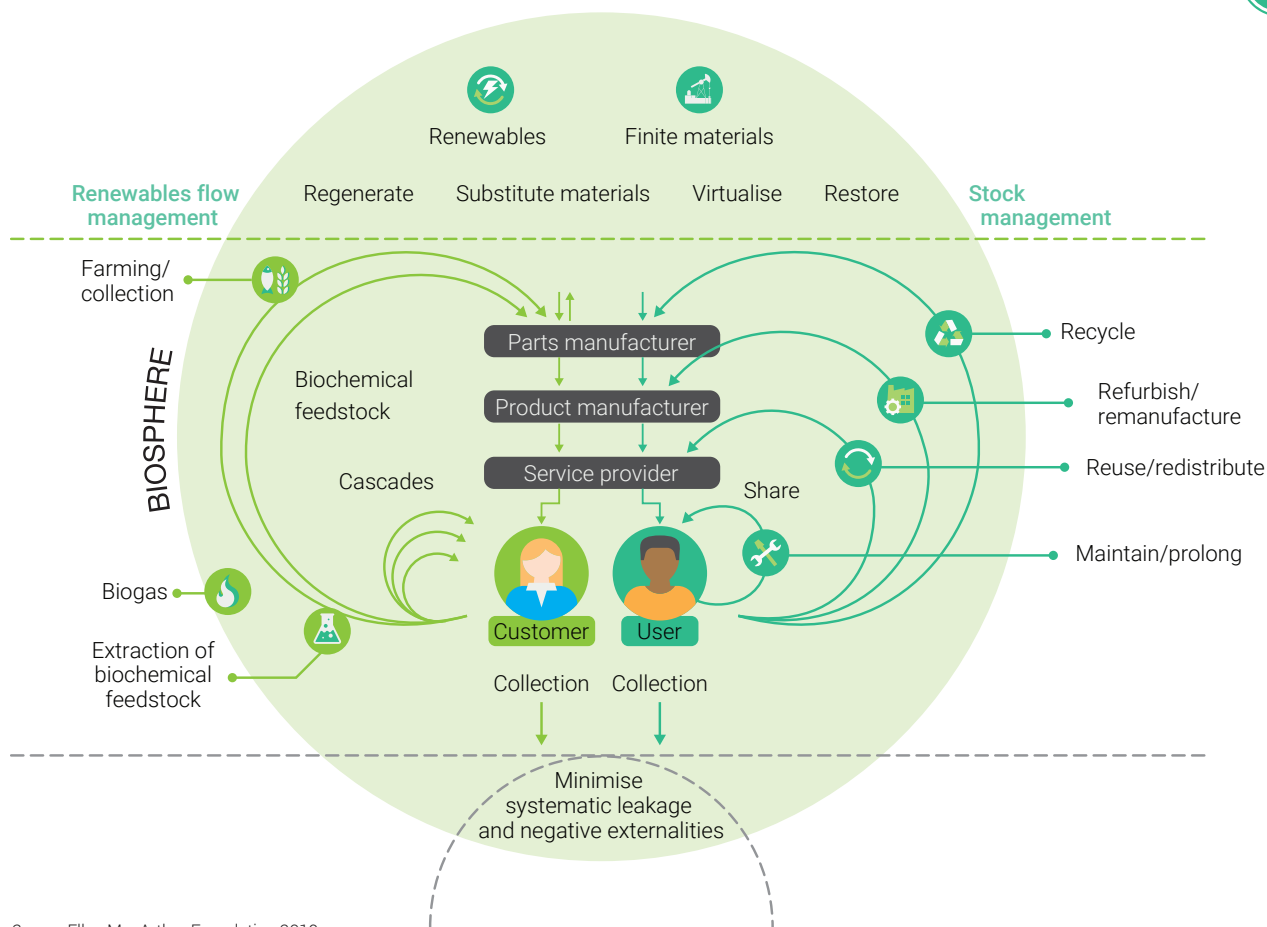 Renewables
Finite materials
Renewables flow
management
Regenerate
Substitute materials
Virtualise
Restore
Stock
management
Farming/
collection
Parts manufacturer
Recycle
BIOSPHERE
Biochemical
feedstock
Product manufacturer
Refurbish/
remanufacture
Cascades
Service provider
Share
Reuse/redistribute
Maintain/prolong
Biogas
Extraction of
biochemical
feedstock
Customer
User
Collection
Collection
Minimise
systematic leakage
and negative externalities